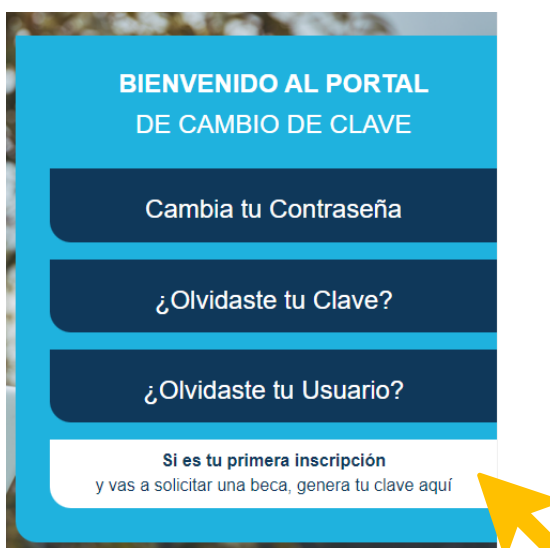 BIENVENIDO AL PORTAL
DE CAMBIO DE CLAVE
Cambia tu Contraseña
¿Olvidaste tu Clave?
¿Olvidaste tu Usuario?
Si es tu primera inscripción
y vas a solicitar una beca, genera tu clave aquí